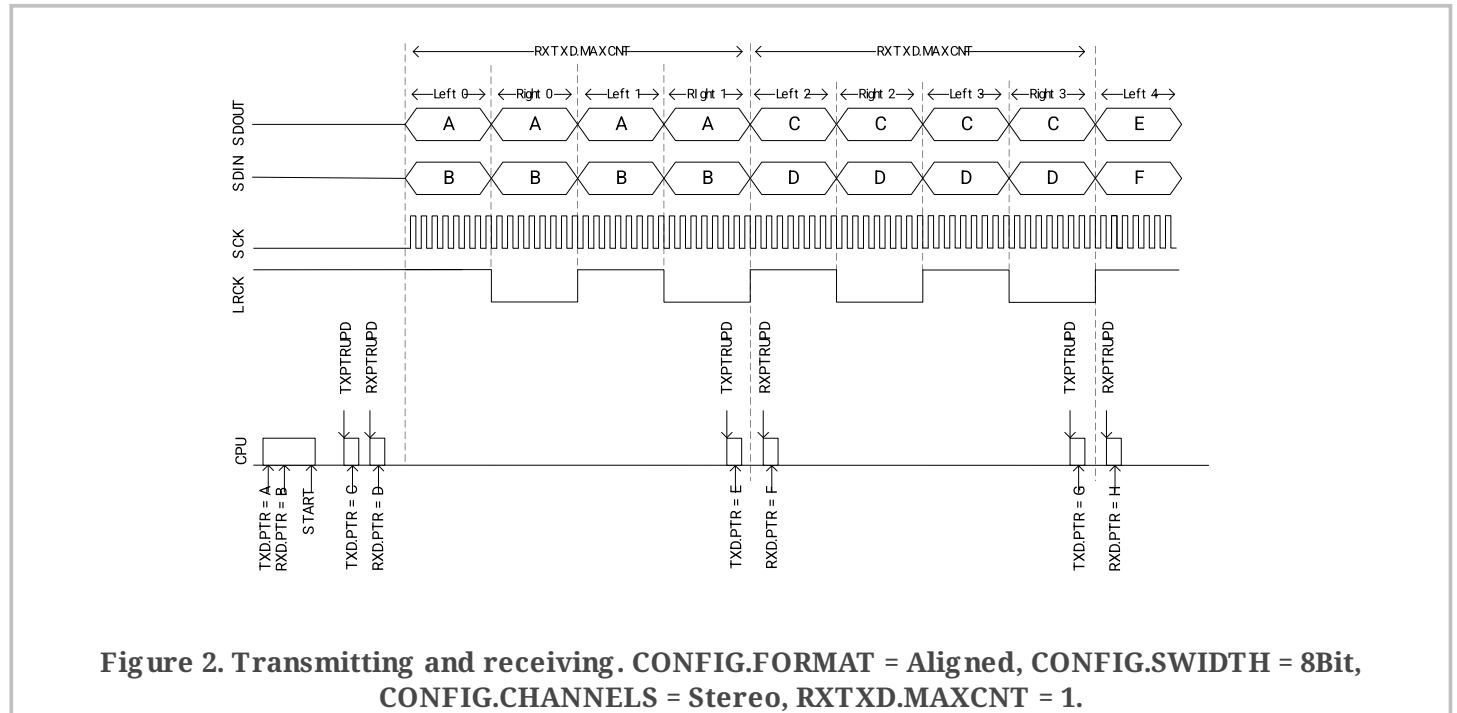 RXTXD.MAXCNT RXTXD.MAXCNT
Left 0 Right 0 Left 1 RIght 1 Left 2 Right 2 Left 3 Right 3 Left 4
SDOUT A A A A C C C C E
SDIN B B B B D D D D F
SCK
LRCK
TXPTRUPD RXPTRUPD TXPTRUPD RXPTRUPD TXPTRUPD RXPTRUPD
CPU
TXD.PTR = A RXD.PTR = B START TXD.PTR = C RXD.PTR = D TXD.PTR = E RXD.PTR = F TXD.PTR = G RXD.PTR = H
Figure 2. Transmitting and receiving. CONFIG.FORMAT = Aligned, CONFIG.SWIDTH = 8Bit,
CONFIG.CHANNELS = Stereo, RXTXD.MAXCNT = 1.